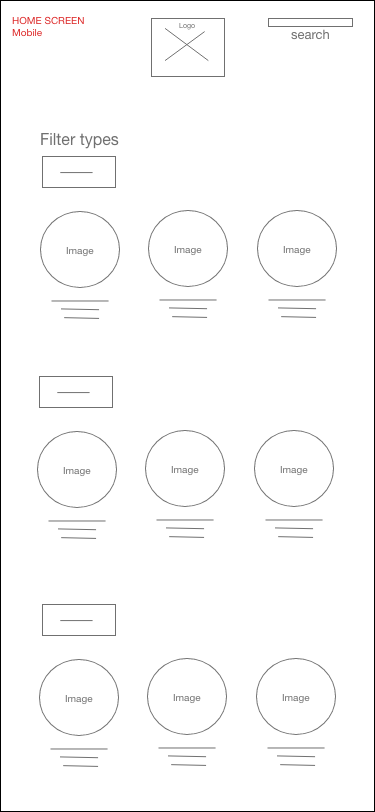 HOME SCREEN
Mobile
Logo
search
Filter types
Image
Image
Image
Image
Image
Image
Image
Image
Image